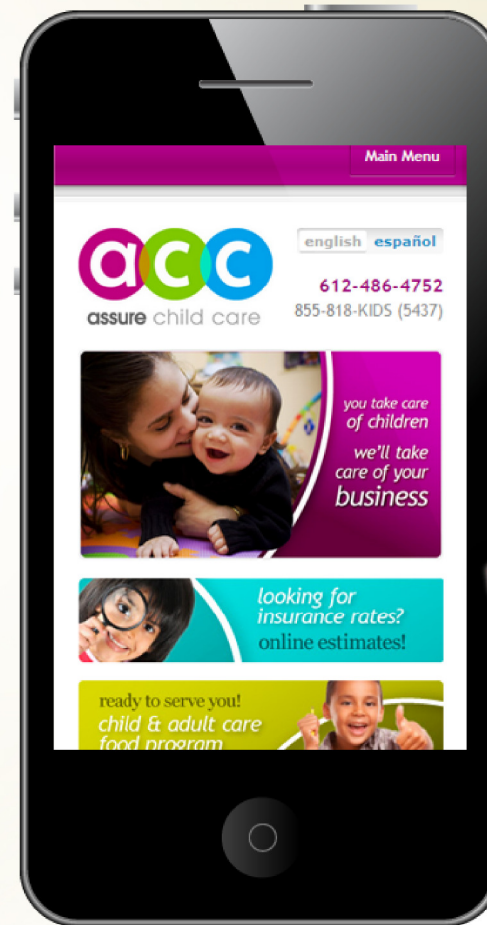 Main Menu
acc
assure child care
english español
612-486-4752
855-818-KIDS (5437)
you take care
of children
we'll take
care of your
business
looking for
insurance rates?
online estimates!
ready to serve you!
child & adult care
food program